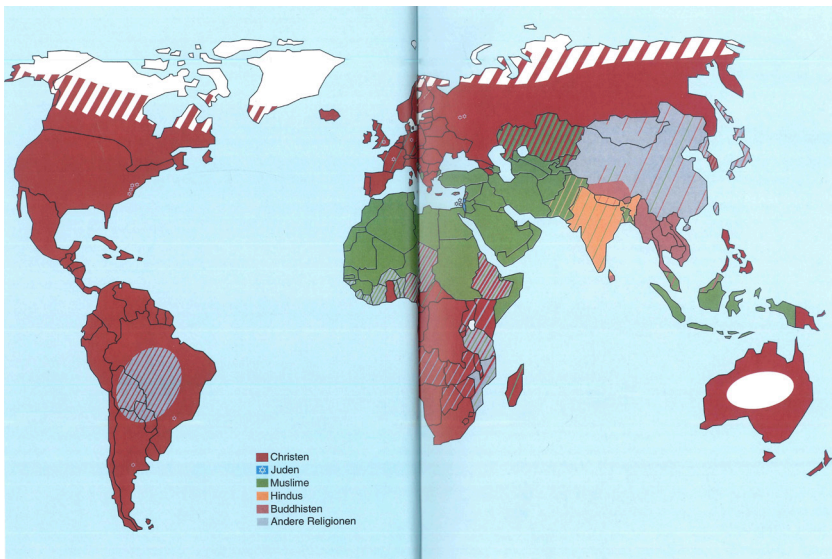 Christen
Juden
Muslime
Hindus
Buddhisten
Andere Religionen